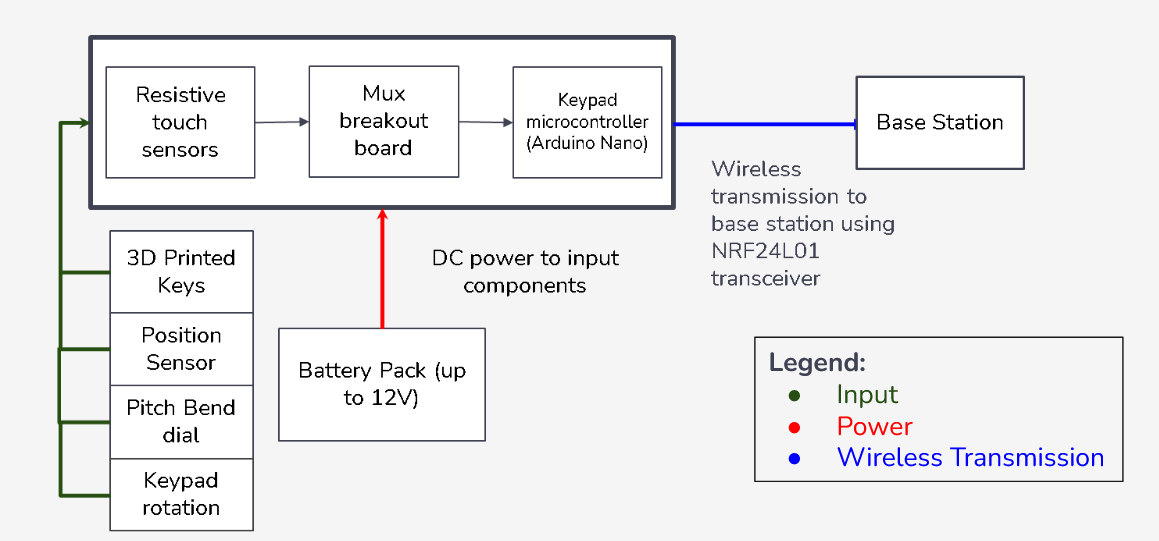 Resistive
touch
sensors
Mux
breakout
board
Keypad
microcontroller
(Arduino Nano)
Base Station
Wireless
transmission to
base station using
NRF24L01
transceiver
3D Printed
Keys
Position
Sensor
Pitch Bend
dial
Keypad
rotation
DC power to input
components
Battery Pack (up
to 12V)
Legend:
● Input
● Power
● Wireless Transmission